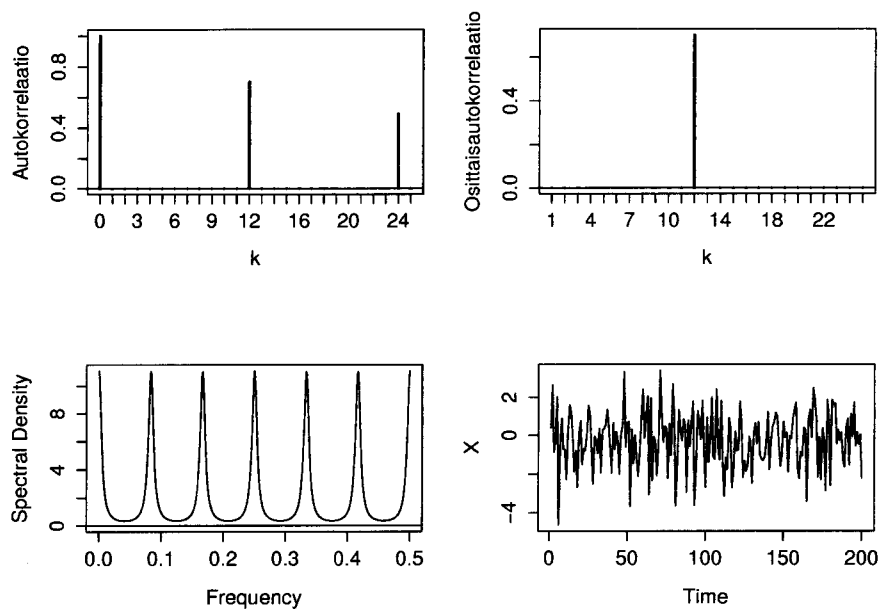 Autokorrelaatio
0.0 0.4 0.8
0 3 6 9 12 16 20 24
k
Osittaisautokorrelaatio
0.0 0.4
1 4 7 10 14 18 22
k
Spectral Density
0 4 8
0.0 0.1 0.2 0.3 0.4 0.5
Frequency
X
-4 0 2
0 50 100 150 200
Time